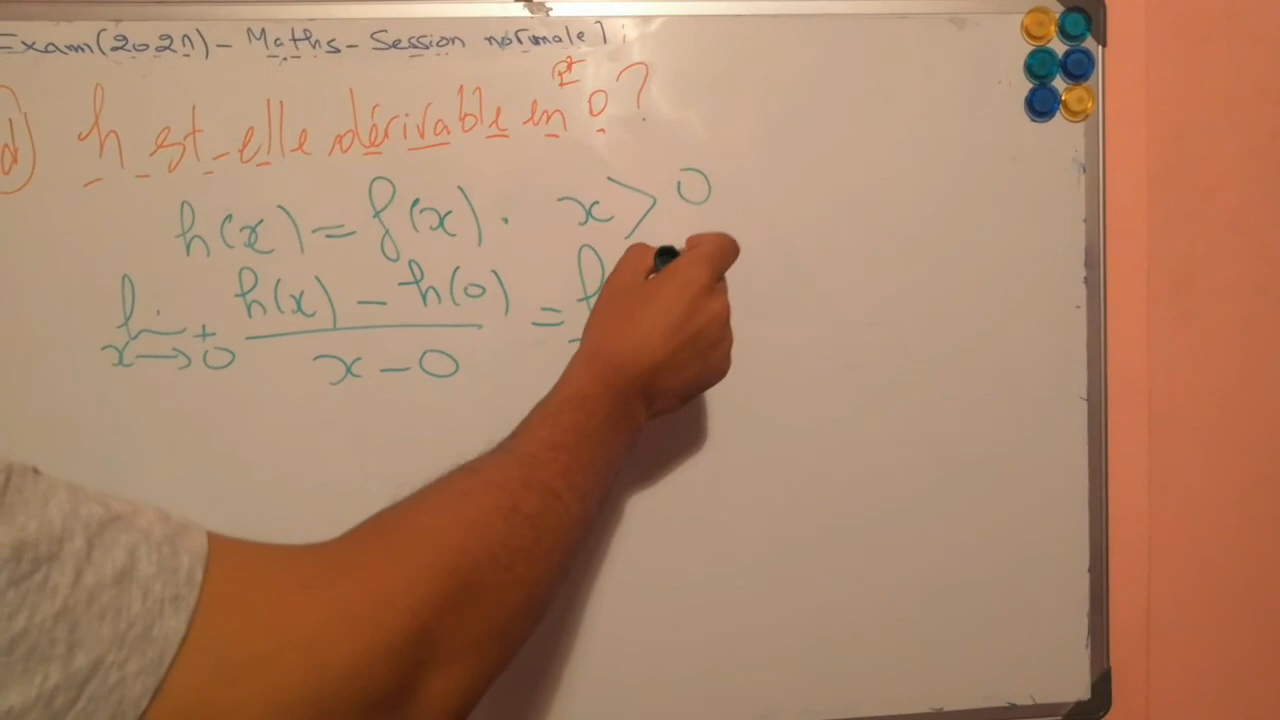 Exam(2021) - Maths - Session normale] :
d) h est-elle dérivable en 0 ?
h(x) = f(x). x > 0
lim x→0+ (h(x) - h(0))/(x - 0) =